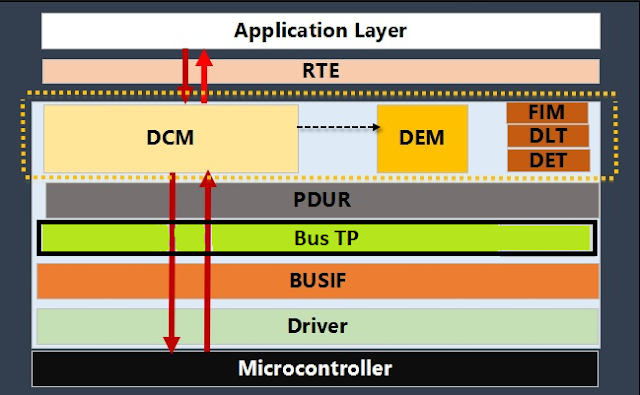 Application Layer
RTE
DCM
DEM
FIM
DLT
DET
PDUR
Bus TP
BUSIF
Driver
Microcontroller